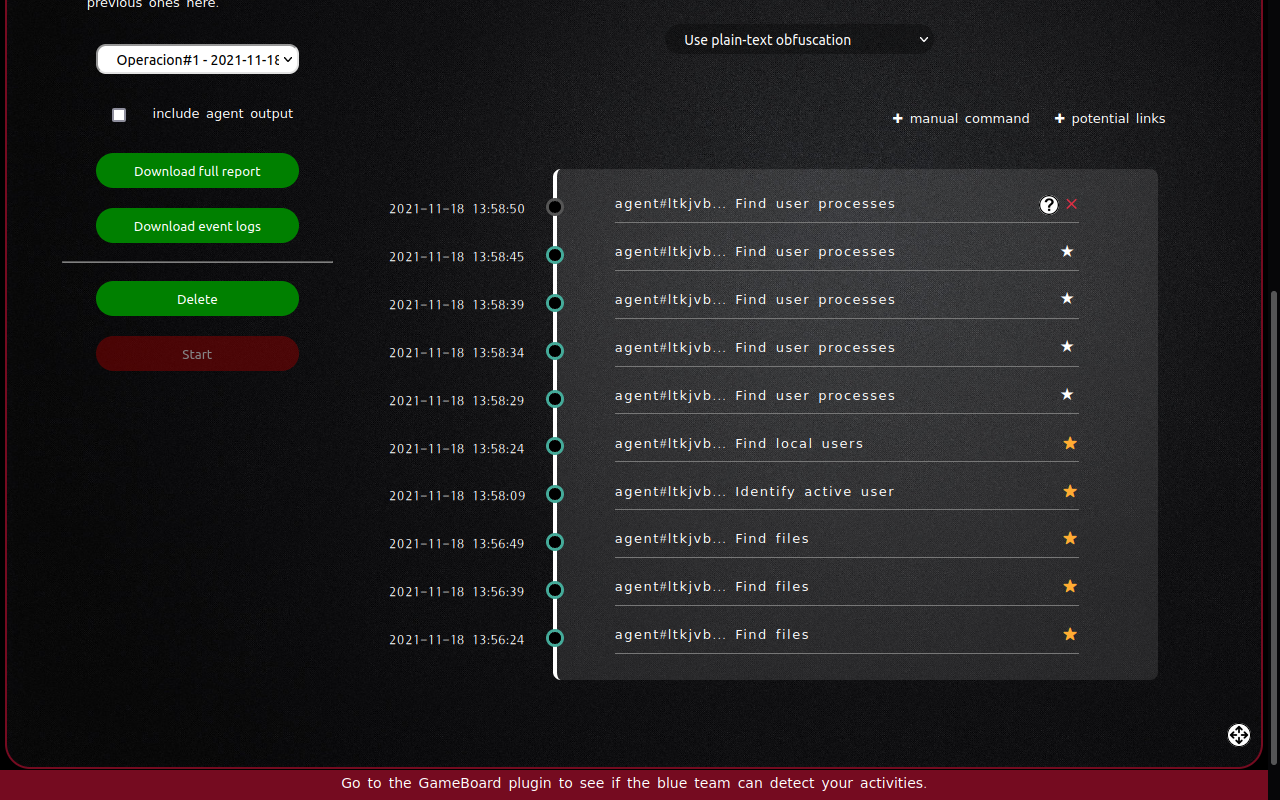 previous ones here.
Use plain-text obfuscation
Operacion#1 - 2021-11-18
include agent output
+ manual command + potential links
Download full report
Download event logs
Delete
Start
2021-11-18 13:58:50 agent#ltkjvb... Find user processes ?
2021-11-18 13:58:45 agent#ltkjvb... Find user processes
2021-11-18 13:58:39 agent#ltkjvb... Find user processes
2021-11-18 13:58:34 agent#ltkjvb... Find user processes
2021-11-18 13:58:29 agent#ltkjvb... Find user processes
2021-11-18 13:58:24 agent#ltkjvb... Find local users
2021-11-18 13:58:09 agent#ltkjvb... Identify active user
2021-11-18 13:56:49 agent#ltkjvb... Find files
2021-11-18 13:56:39 agent#ltkjvb... Find files
2021-11-18 13:56:24 agent#ltkjvb... Find files
Go to the GameBoard plugin to see if the blue team can detect your activities.